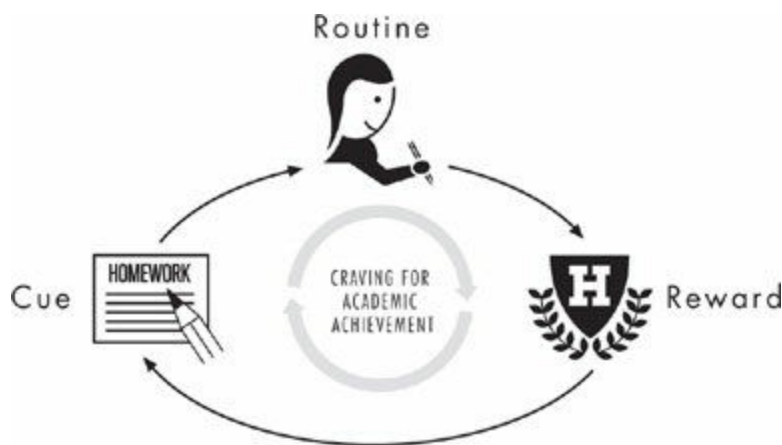 Routine
Cue
HOMEWORK
CRAVING FOR
ACADEMIC
ACHIEVEMENT
H
Reward